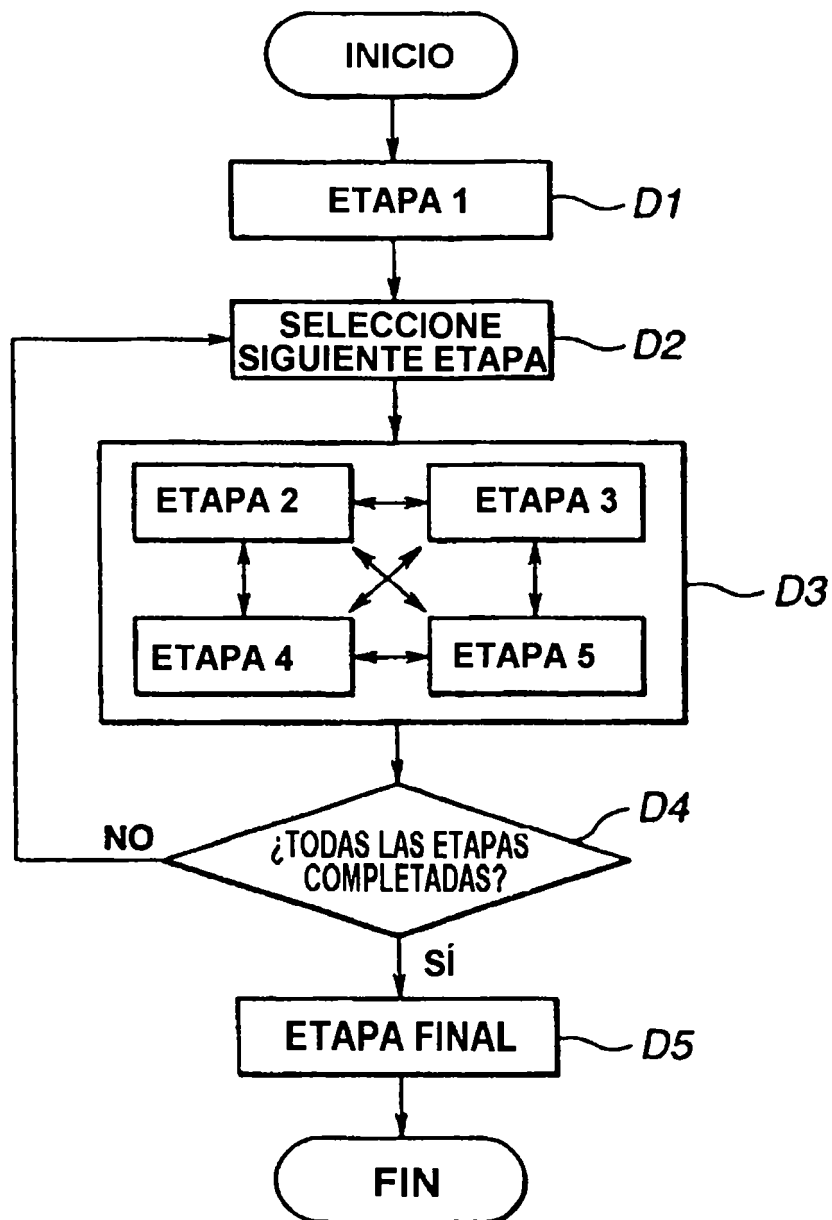 INICIO
ETAPA 1
D1
SELECCIONE
SIGUIENTE ETAPA
D2
ETAPA 2
ETAPA 3
D3
ETAPA 4
ETAPA 5
D4
NO
¿TODAS LAS ETAPAS
COMPLETADAS?
SÍ
ETAPA FINAL
D5
FIN